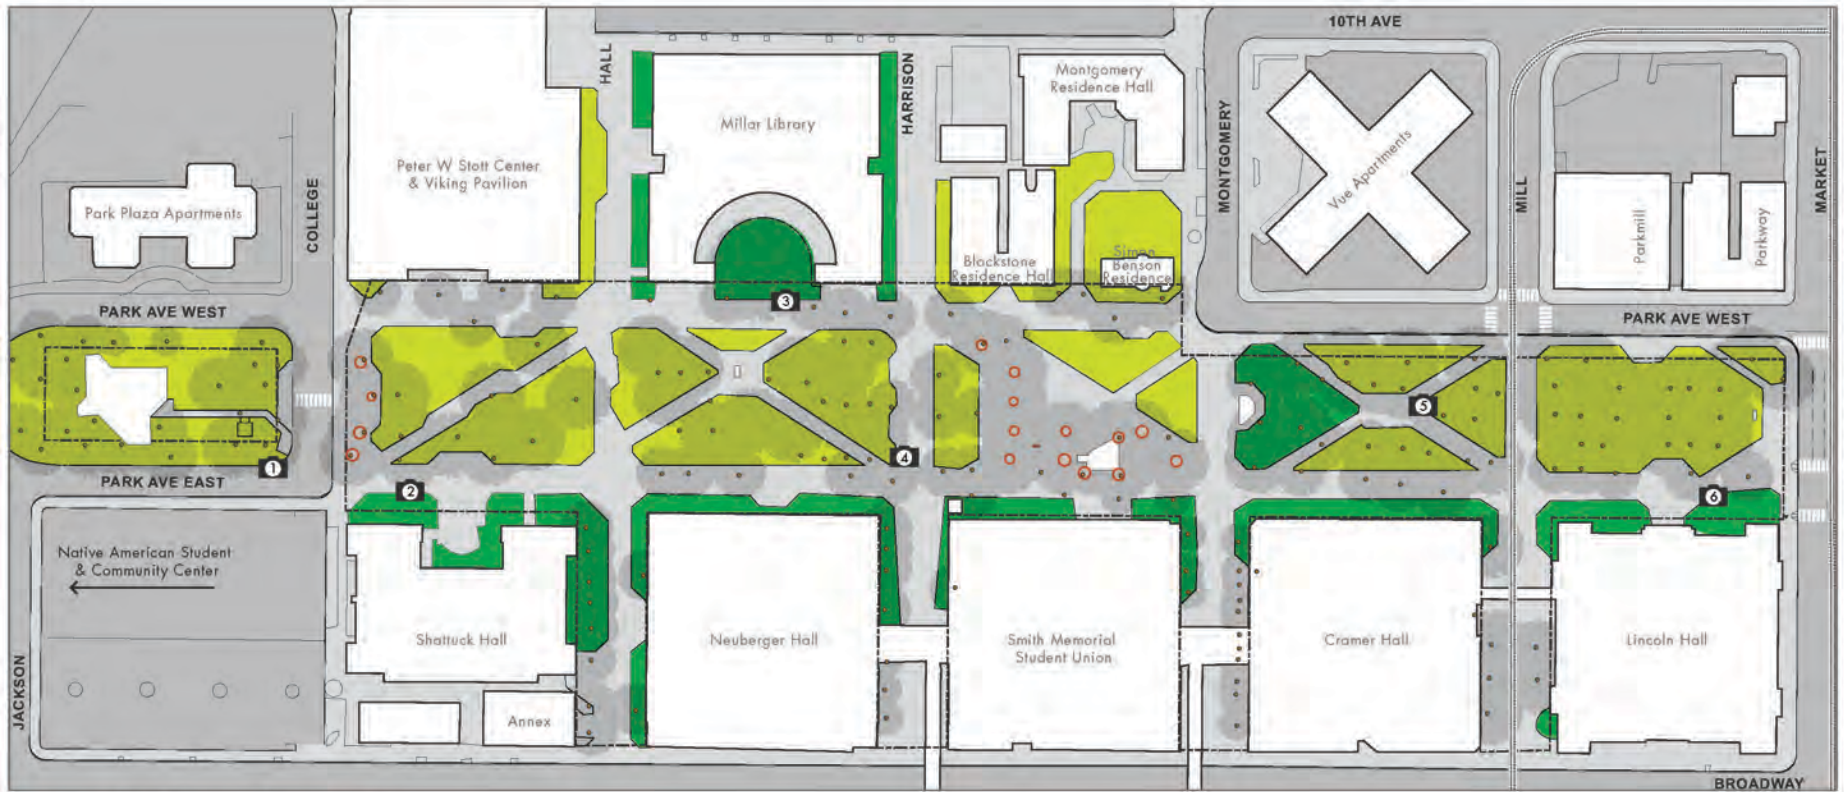 10TH AVE
HALL
HARRISON
Montgomery
Residence Hall
Millar Library
Peter W Stott Center
& Viking Pavilion
MONTGOMERY
Vue Apartments
MILL
MARKET
Park Plaza Apartments
COLLEGE
Parkmill
Parkway
Blackstone
Residence Hall
Simon
Benson
Residence
PARK AVE WEST
3
PARK AVE WEST
5
4
1
PARK AVE EAST
2
6
Native American Student
& Community Center
Shattuck Hall
Neuberger Hall
Smith Memorial
Student Union
Cramer Hall
Lincoln Hall
JACKSON
Annex
BROADWAY